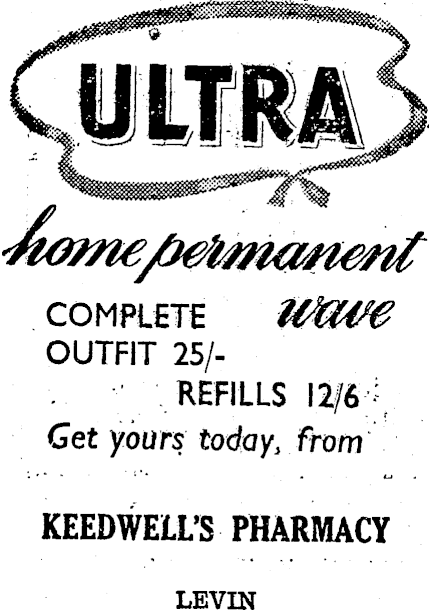 ULTRA
home permanent
wave
COMPLETE
OUTFIT 25/-
REFILLS 12/6
Get yours today, from
KEEDWELL'S PHARMACY
LEVIN